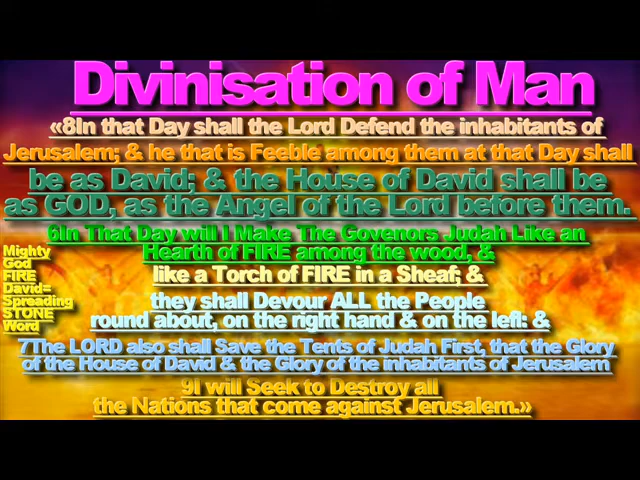 Divinisation of Man
«8In that Day shall the Lord Defend the inhabitants of
Jerusalem; & he that is Feeble among them at that Day shall
be as David; & the House of David shall be
as GOD, as the Angel of the Lord before them.
6In That Day will I Make The Govenors Judah Like an
Hearth of FIRE among the wood, &
like a Torch of FIRE in a Sheaf; &
they shall Devour ALL the People
round about, on the right hand & on the left: &
Mighty
God
FIRE
David=
Spreading
STONE
Word
7The LORD also shall Save the Tents of Judah First, that the Glory
of the House of David & the Glory of the inhabitants of Jerusalem
9I will Seek to Destroy all
the Nations that come against Jerusalem.»